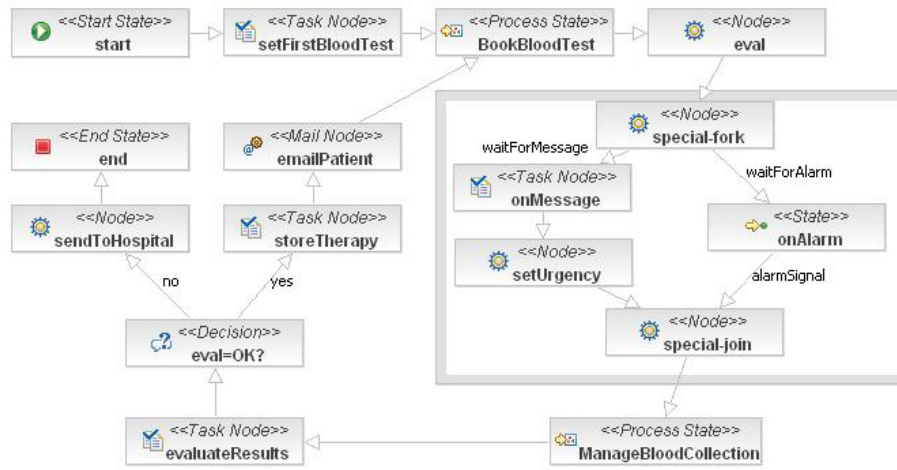 <<Start State>>
start
<<Task Node>>
setFirstBloodTest
<<Process State>>
BookBloodTest
<<Node>>
eval
<<Node>>
special-fork
waitForMessage
waitForAlarm
<<Task Node>>
onMessage
<<State>>
onAlarm
<<Node>>
setUrgency
alarmSignal
<<Node>>
special-join
<<End State>>
end
<<Mail Node>>
emailPatient
<<Node>>
sendToHospital
<<Task Node>>
storeTherapy
no
yes
<<Decision>>
eval=OK?
<<Task Node>>
evaluateResults
<<Process State>>
ManageBloodCollection